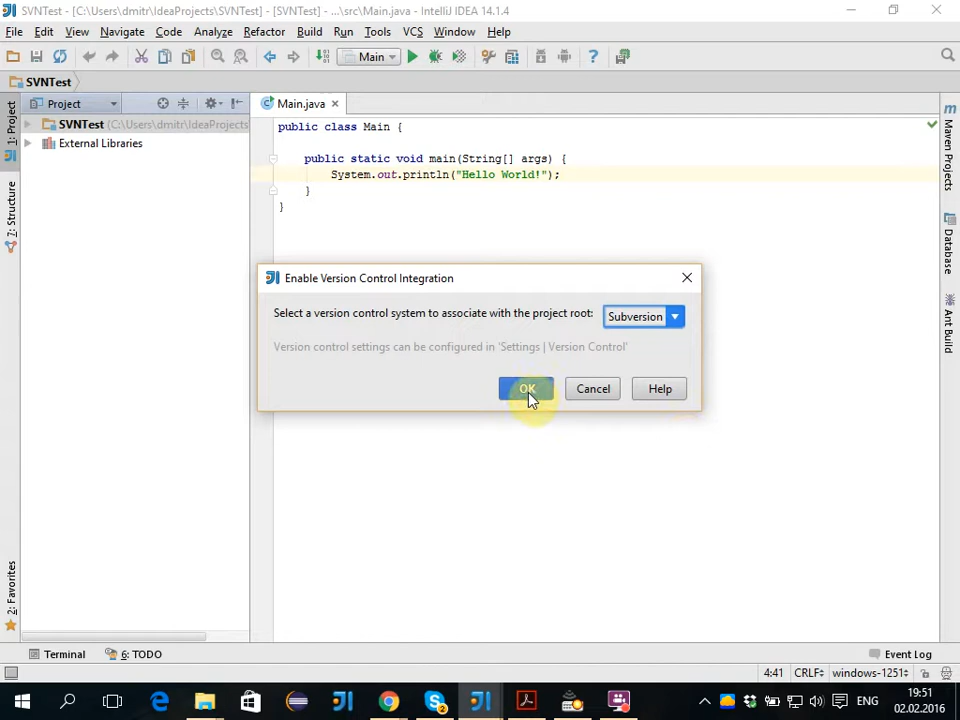 SVNTest - [C:\Users\dmitr\IdeaProjects\SVNTest] - [SVNTest] - ...\src\Main.java - IntelliJ IDEA 14.1.4
File Edit View Navigate Code Analyze Refactor Build Run Tools VCS Window Help
Main
SVNTest
1: Project
Project
Main.java
SVNTest (C:\Users\dmitr\IdeaProjects
External Libraries
public class Main {
public static void main(String[] args) {
System.out.println("Hello World!");
}
}
7: Structure
2: Favorites
Maven Projects
Database
Ant Build
Enable Version Control Integration
Select a version control system to associate with the project root: Subversion
Version control settings can be configured in 'Settings | Version Control'
OK Cancel Help
Terminal 6: TODO Event Log
4:41 CRLF windows-1251
ENG 19:51
02.02.2016